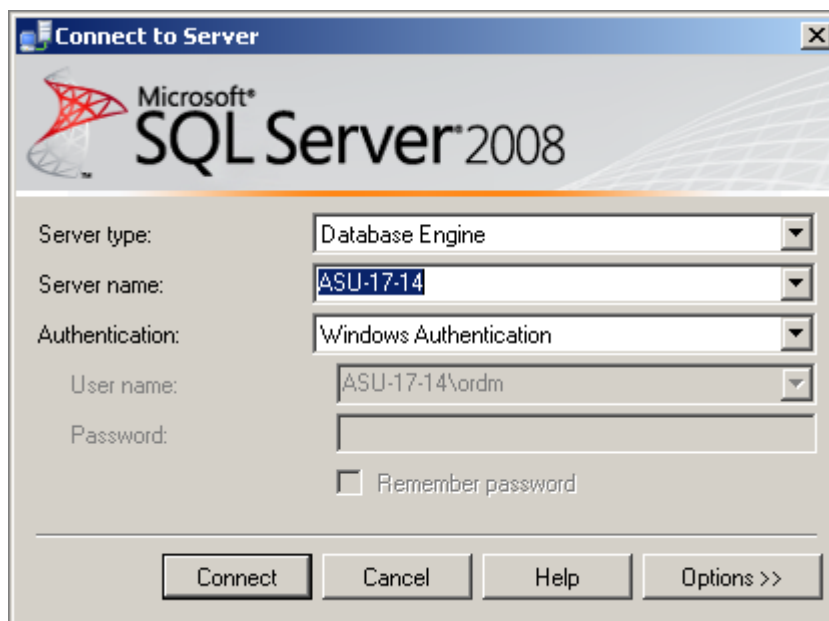 Connect to Server
Microsoft®
SQL Server® 2008
™
Server type: Database Engine
Server name: ASU-17-14
Authentication: Windows Authentication
User name: ASU-17-14\ordm
Password:
Remember password
Connect Cancel Help Options >>